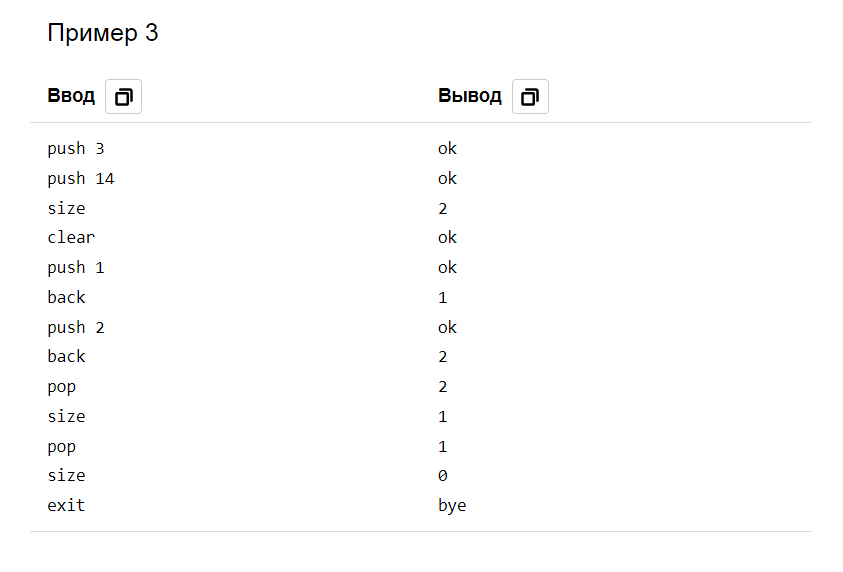 Пример 3
Ввод Вывод
push 3 ok
push 14 ok
size 2
clear ok
push 1 ok
back 1
push 2 ok
back 2
pop 2
size 1
pop 1
size 0
exit bye